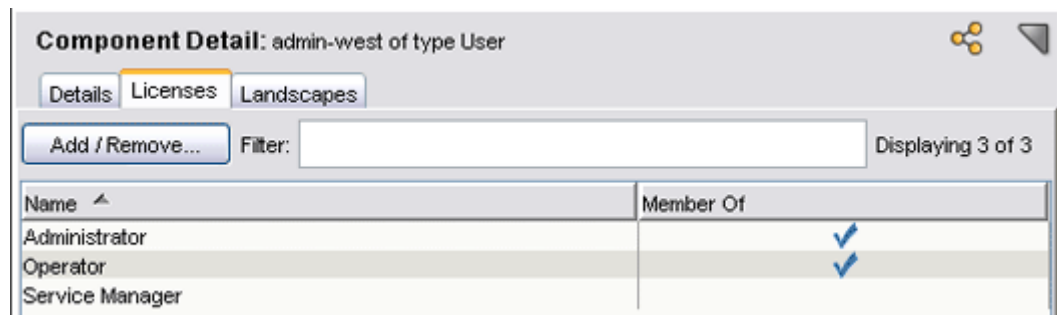 Component Detail: admin-west of type User
Details Licenses Landscapes
Add / Remove... Filter: Displaying 3 of 3
Name Member Of
Administrator
Operator
Service Manager